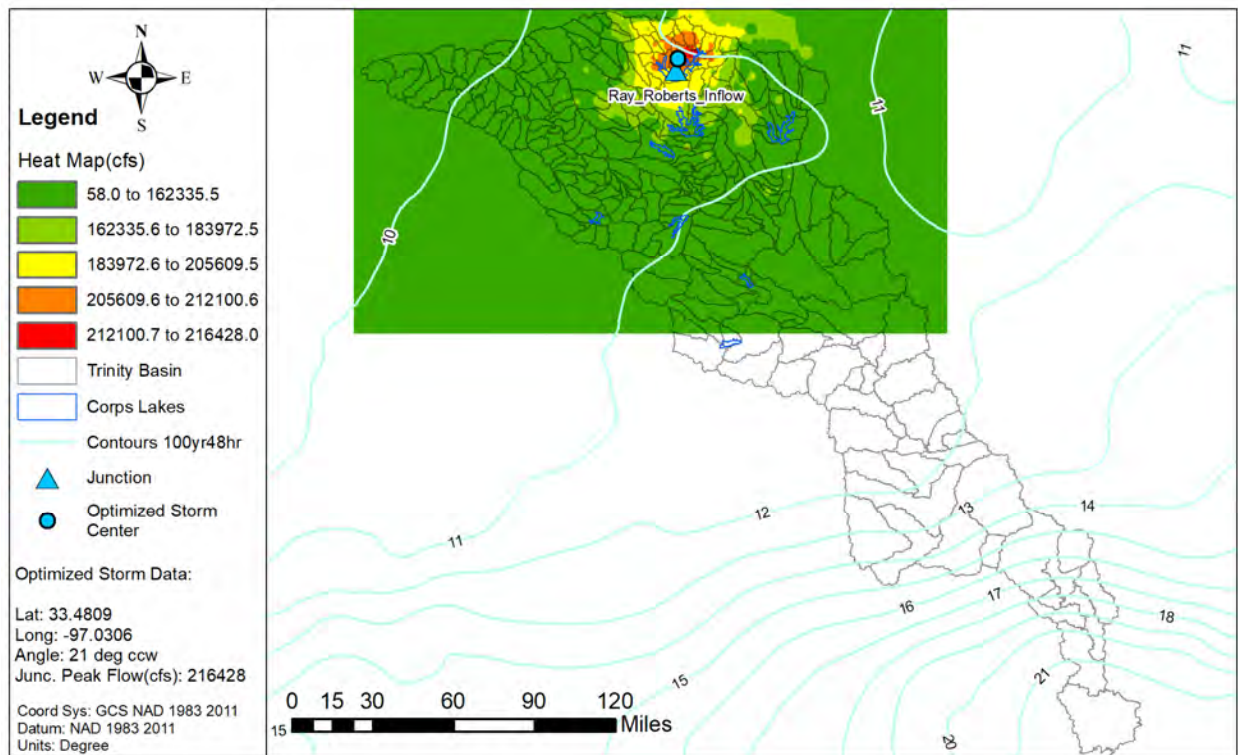 N
W E
S
Legend
Heat Map(cfs)
58.0 to 162335.5
162335.6 to 183972.5
183972.6 to 205609.5
205609.6 to 212100.6
212100.7 to 216428.0
Trinity Basin
Corps Lakes
Contours 100yr48hr
Junction
Optimized Storm
Center
Optimized Storm Data:
Lat: 33.4809
Long: -97.0306
Angle: 21 deg ccw
Junc. Peak Flow(cfs): 216428
Coord Sys: GCS NAD 1983 2011
Datum: NAD 1983 2011
Units: Degree
Ray_Roberts_Inflow
11
11
10
12
13
14
11
16
17
18
15
21
20
15
0 15 30 60 90 120
Miles